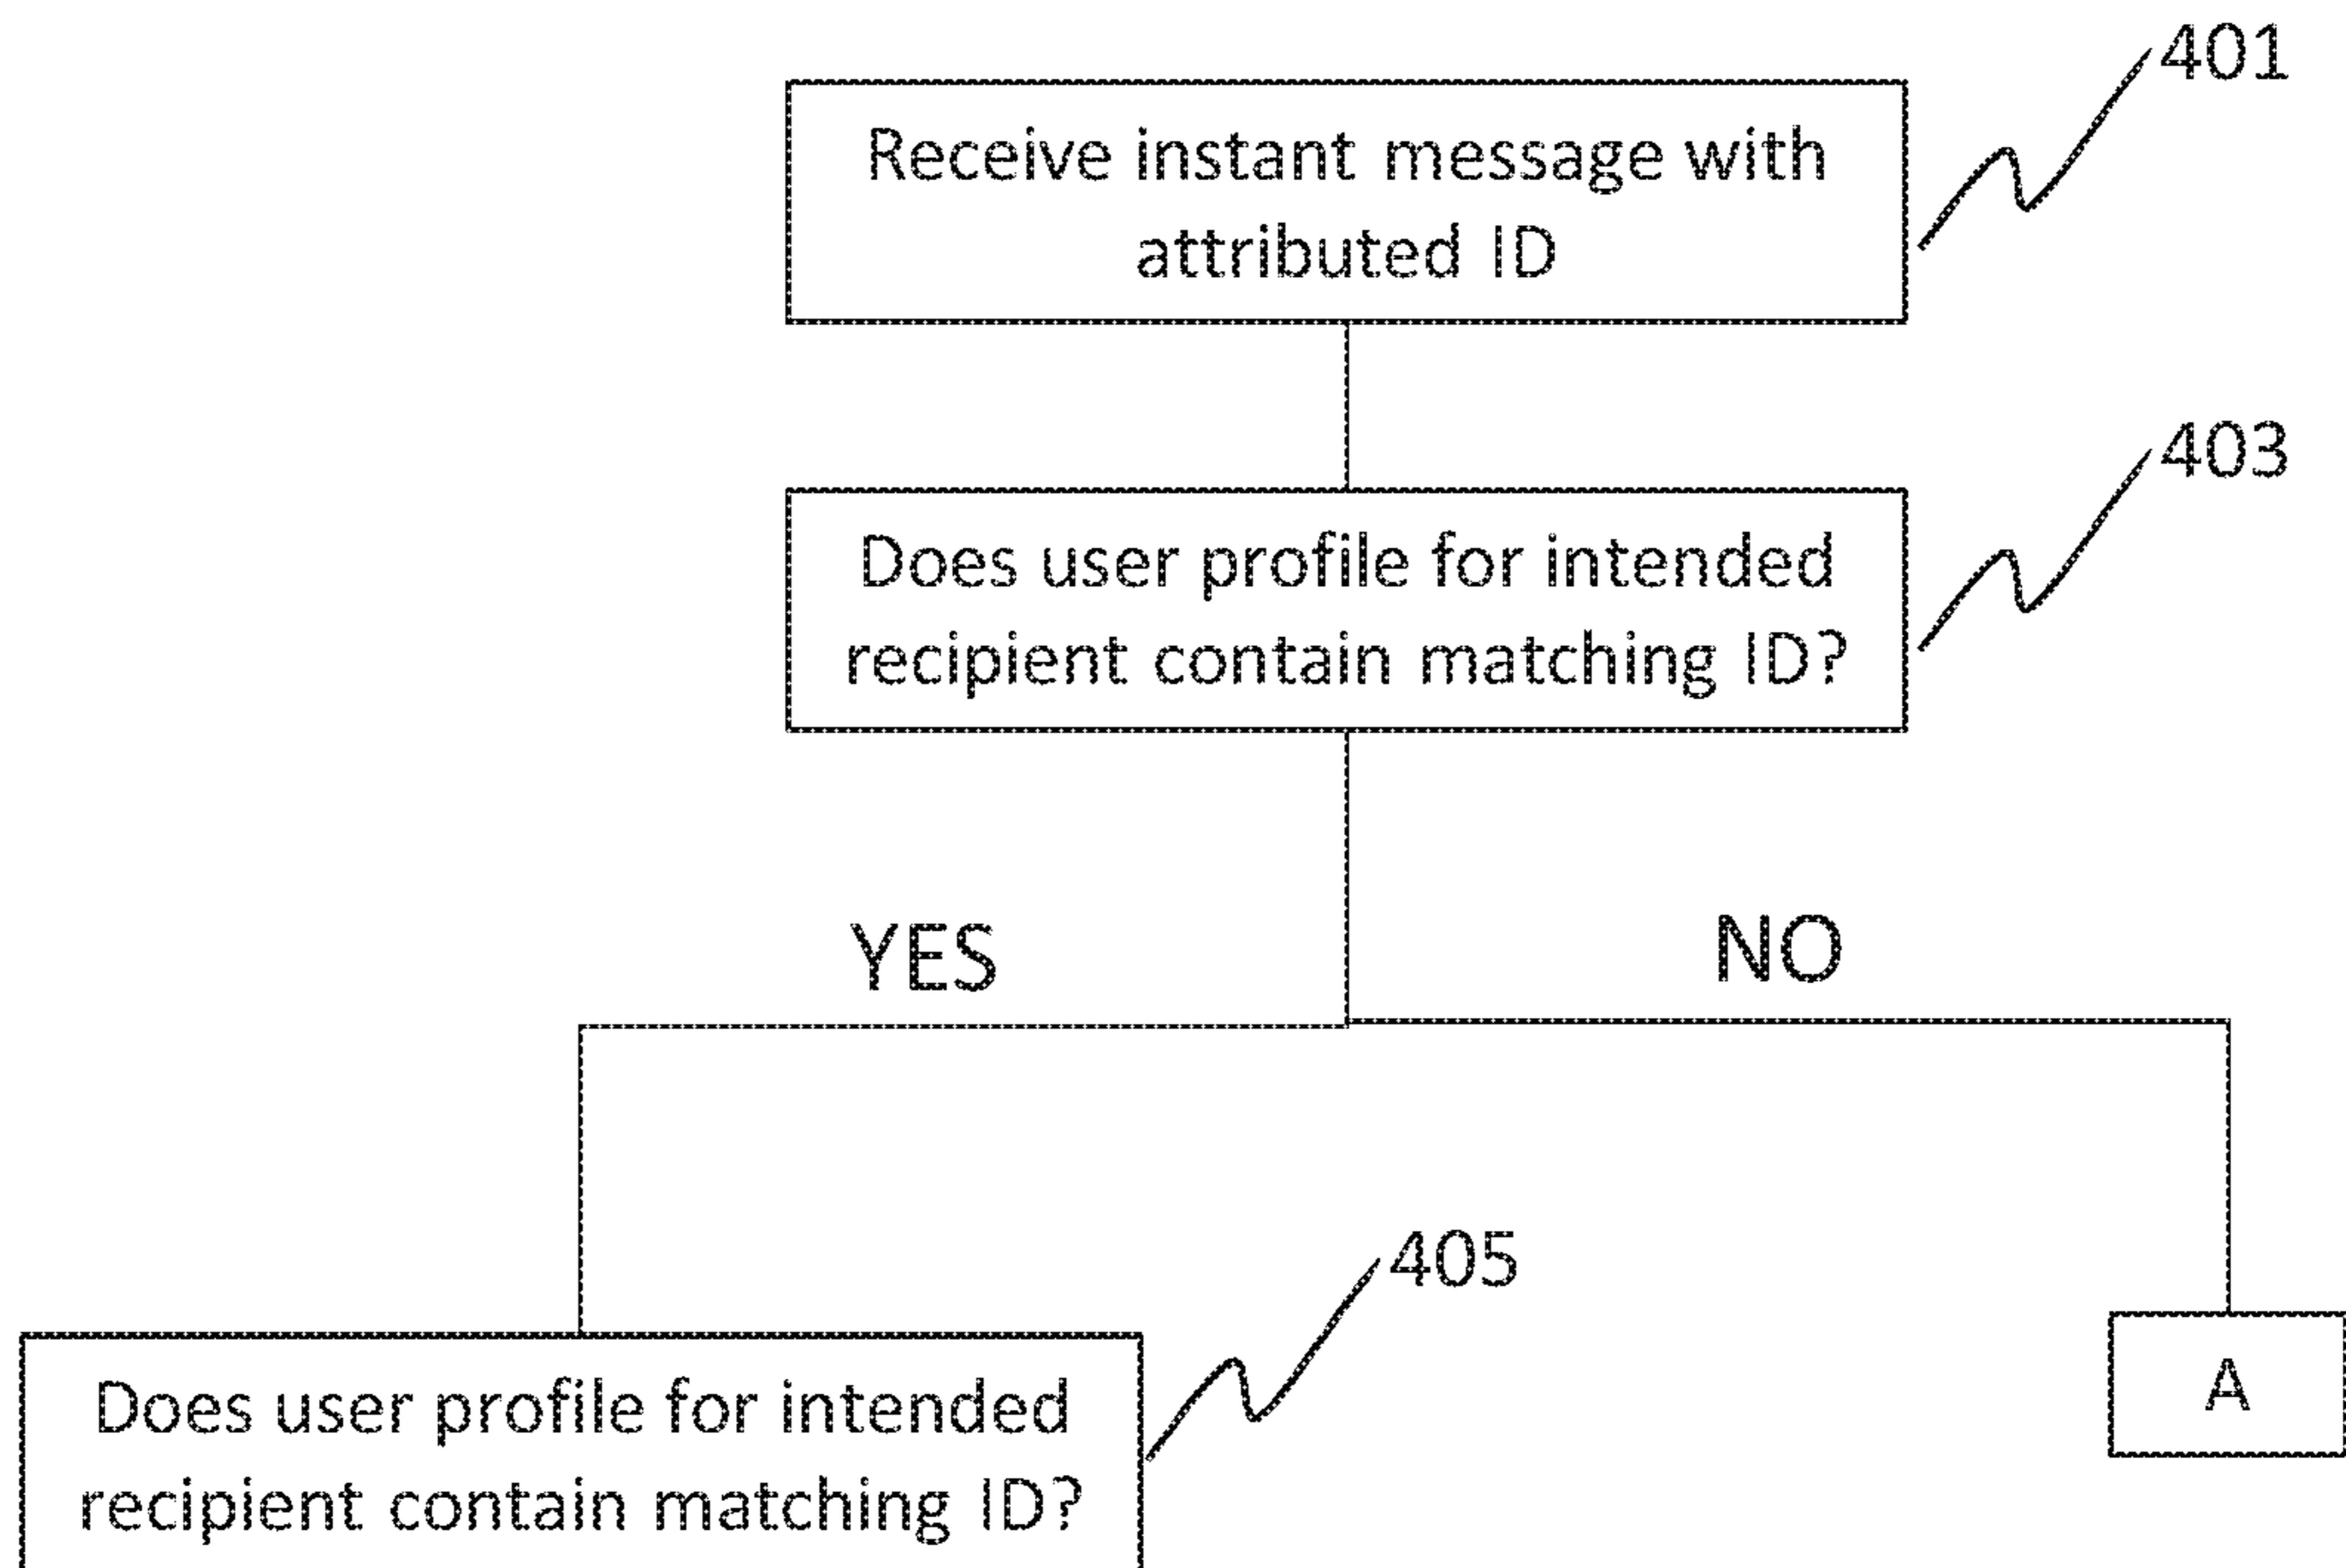 401
Receive instant message with
attributed ID
403
Does user profile for intended
recipient contain matching ID?
YES
NO
405
Does user profile for intended
recipient contain matching ID?
A